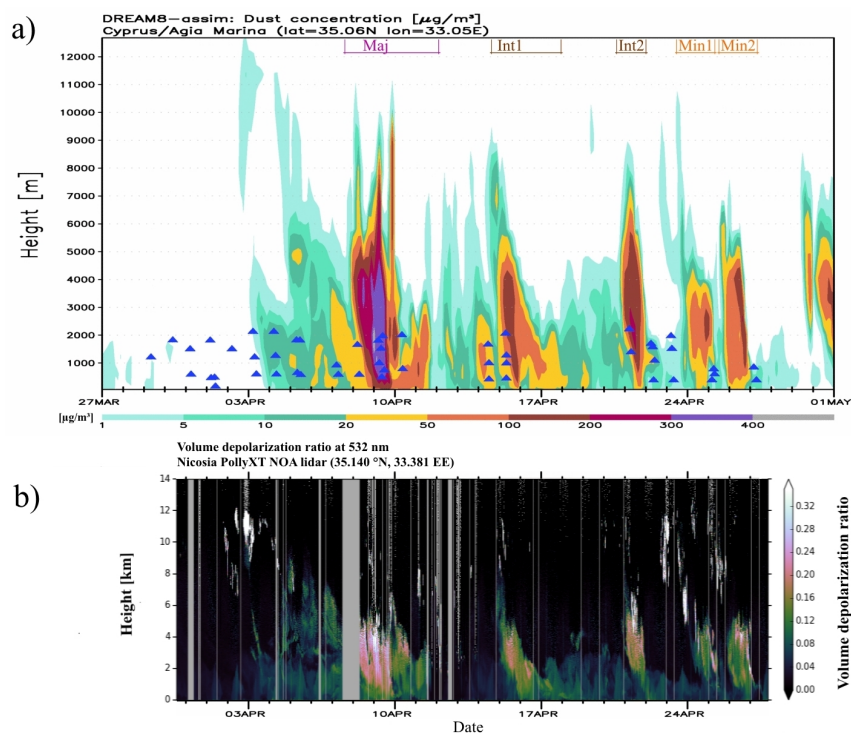 a)
DREAM8-assim: Dust concentration [µg/m³]
Cyprus/Agia Marina (lat=35.06N lon=33.05E)
Maj Int1 Int2 Min1 Min2
Height [m]
12000
11000
10000
9000
8000
7000
6000
5000
4000
3000
2000
1000
27MAR 03APR 10APR 17APR 24APR 01MAY
[µg/m³]
1 5 10 20 50 100 200 300 400
Volume depolarization ratio at 532 nm
Nicosia PollyXT NOA lidar (35.140 °N, 33.381 EE)
b)
Height [km]
14
12
10
8
6
4
2
0
03APR 10APR 17APR 24APR
Date
0.32
0.28
0.24
0.20
0.16
0.12
0.08
0.04
0.00
Volume depolarization ratio